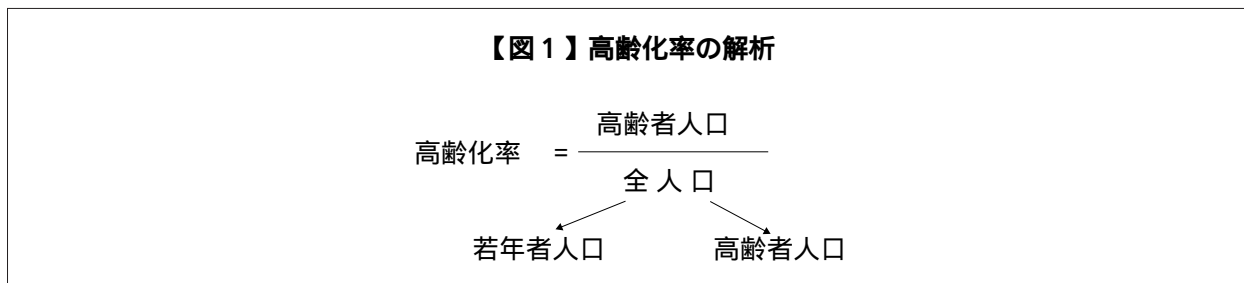 【図1】高齢化率の解析
高齢者人口
高齢化率 =
全 人 口
若年者人口 高齢者人口